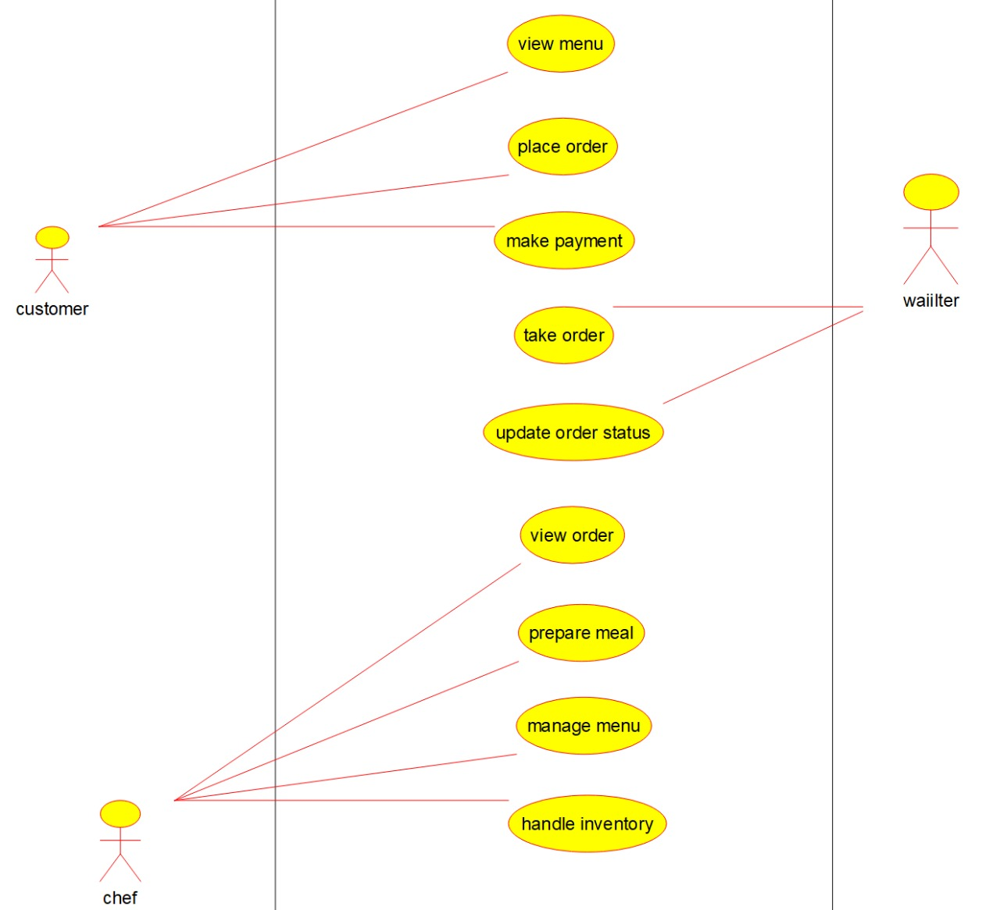 view menu
place order
make payment
customer
waiilter
take order
update order status
view order
prepare meal
manage menu
handle inventory
chef